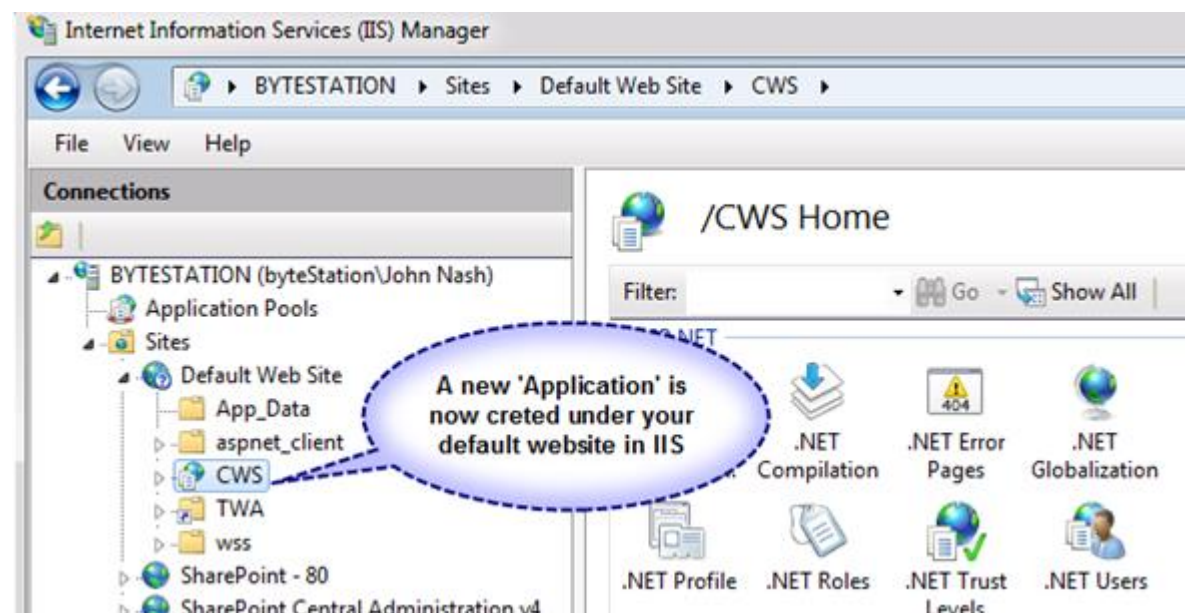 Internet Information Services (IIS) Manager
BYTESTATION Sites Default Web Site CWS
File View Help
Connections
BYTESTATION (byteStation\John Nash)
Application Pools
Sites
Default Web Site
App_Data
aspnet_client
CWS
TWA
wss
SharePoint - 80
SharePoint Central Administration v4
A new 'Application' is
now creted under your
default website in IIS
/CWS Home
Filter: Go Show All
.NET
Compilation
.NET Error
Pages
.NET
Globalization
.NET Profile
.NET Roles
.NET Trust
Levels
.NET Users
404